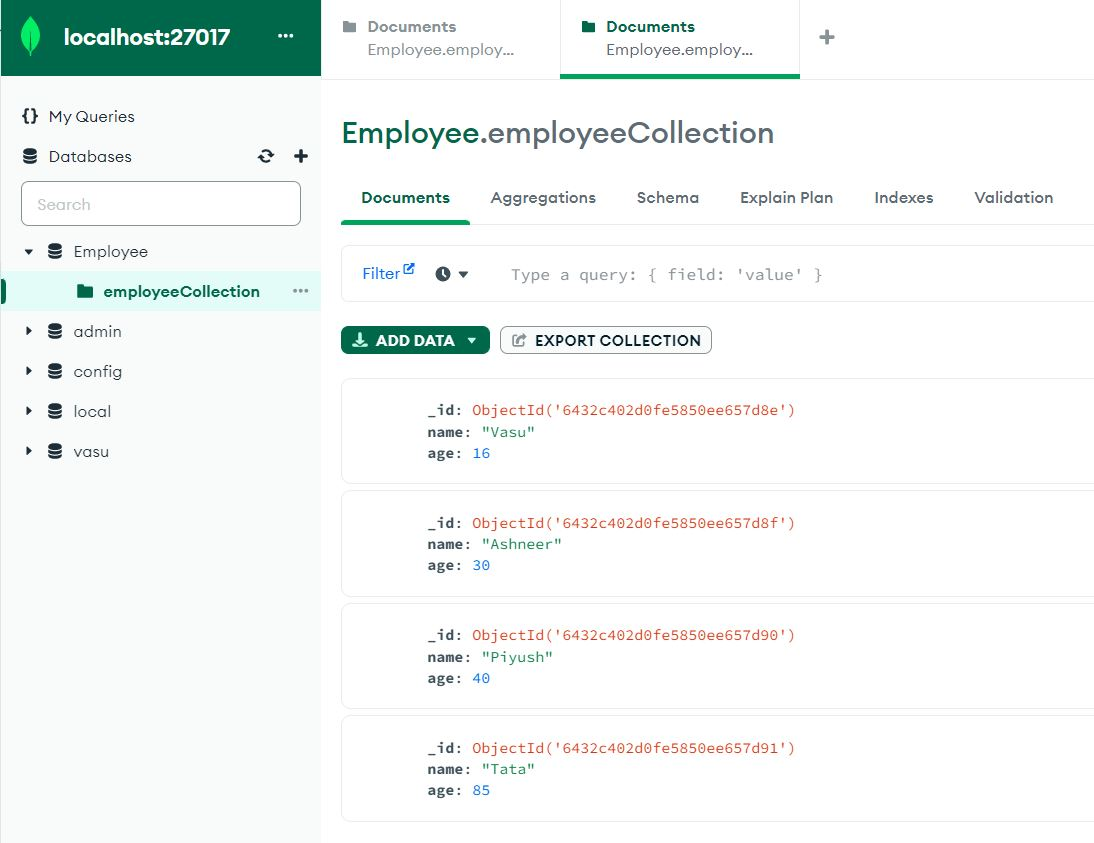 localhost:27017
Documents
Employee.employ...
Documents
Employee.employ...
{} My Queries
Databases
Search
Employee
employeeCollection
admin
config
local
vasu
Employee.employeeCollection
Documents Aggregations Schema Explain Plan Indexes Validation
Filter Type a query: { field: 'value' }
ADD DATA EXPORT COLLECTION
_id: ObjectId('6432c402d0fe5850ee657d8e')
name: "Vasu"
age: 16
_id: ObjectId('6432c402d0fe5850ee657d8f')
name: "Ashneer"
age: 30
_id: ObjectId('6432c402d0fe5850ee657d90')
name: "Piyush"
age: 40
_id: ObjectId('6432c402d0fe5850ee657d91')
name: "Tata"
age: 85